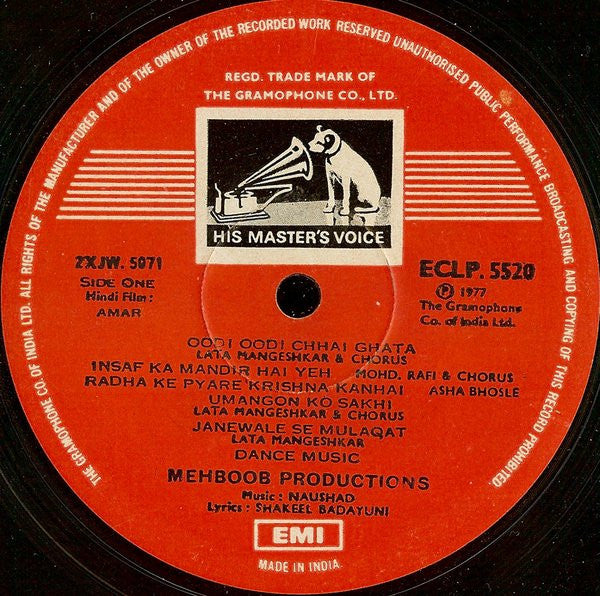 THE GRAMOPHONE CO. OF INDIA LTD. ALL RIGHTS OF THE MANUFACTURER AND OF THE OWNER OF THE RECORDED WORK RESERVED UNAUTHORISED PUBLIC PERFORMANCE BROADCASTING AND COPYING OF THIS RECORD PROHIBITED.
REGD. TRADE MARK OF
THE GRAMOPHONE CO., LTD.
HIS MASTER'S VOICE
2XJW. 5071
SIDE ONE
Hindi Film:
AMAR
ECLP. 5520
Ⓟ 1977
The Gramophone
Co. of India Ltd.
OODI OODI CHHAI GHATA
LATA MANGESHKAR & CHORUS
INSAF KA MANDIR HAI YEH MOHD. RAFI & CHORUS
RADHA KE PYARE KRISHNA KANHAI ASHA BHOSLE
UMANGON KO SAKHI
LATA MANGESHKAR & CHORUS
JANEWALE SE MULAQAT
LATA MANGESHKAR
DANCE MUSIC
MEHBOOB PRODUCTIONS
Music: NAUSHAD
Lyrics: SHAKEEL BADAYUNI
EMI
MADE IN INDIA